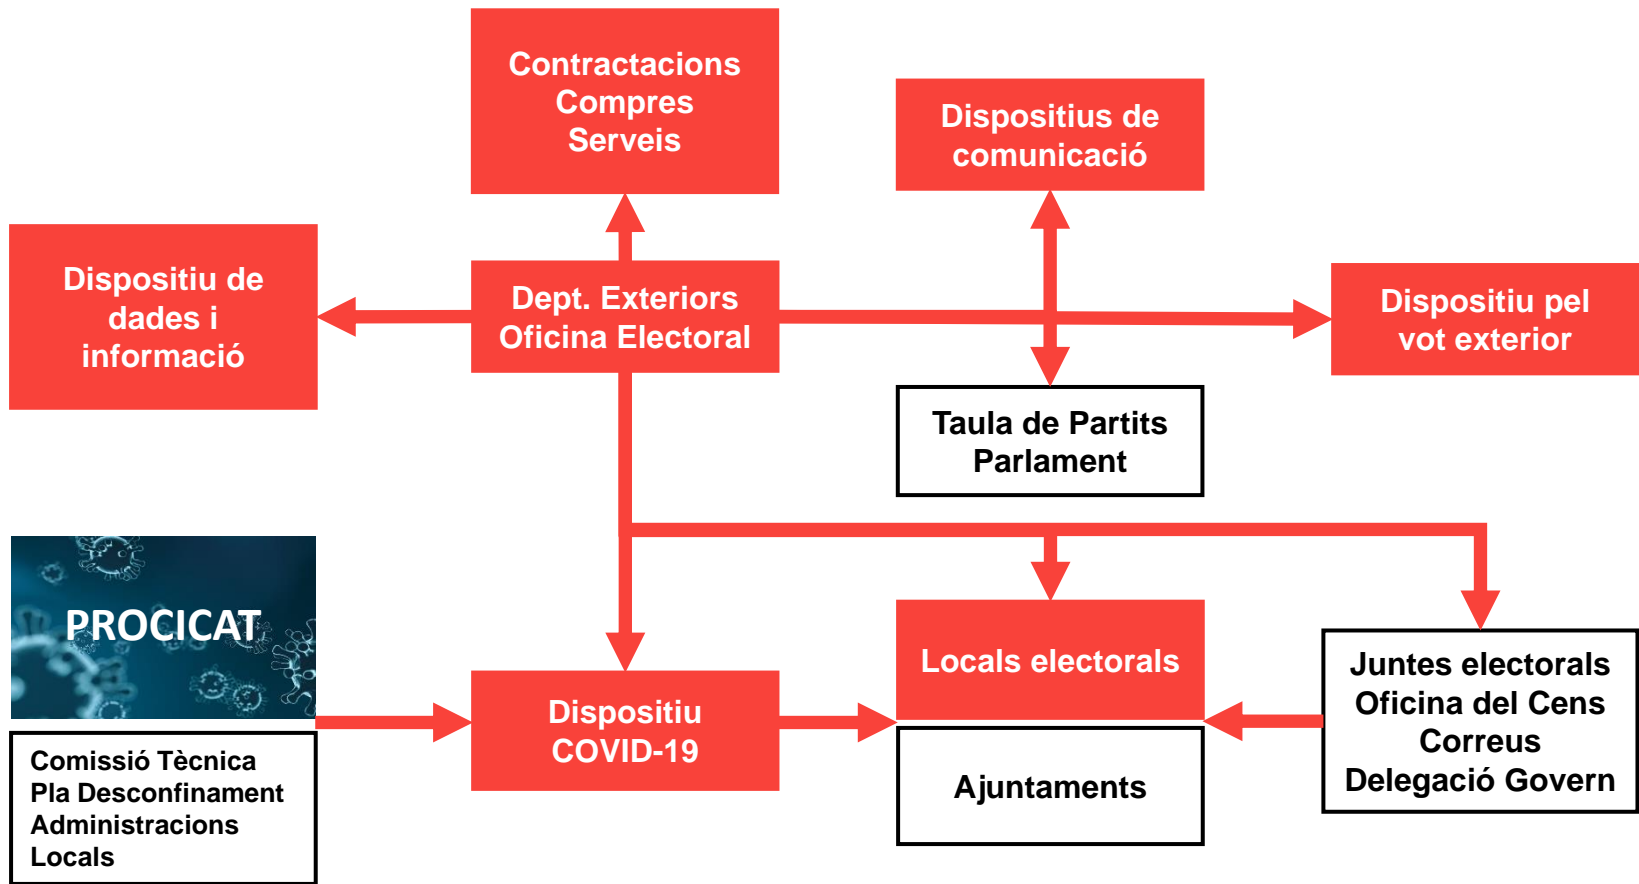 Contractacions
Compres
Serveis
Dispositius de
comunicació
Dispositiu de
dades i
informació
Dept. Exteriors
Oficina Electoral
Dispositiu pel
vot exterior
Taula de Partits
Parlament
PROCICAT
Comissió Tècnica
Pla Desconfinament
Administracions
Locals
Dispositiu
COVID-19
Locals electorals
Ajuntaments
Juntes electorals
Oficina del Cens
Correus
Delegació Govern